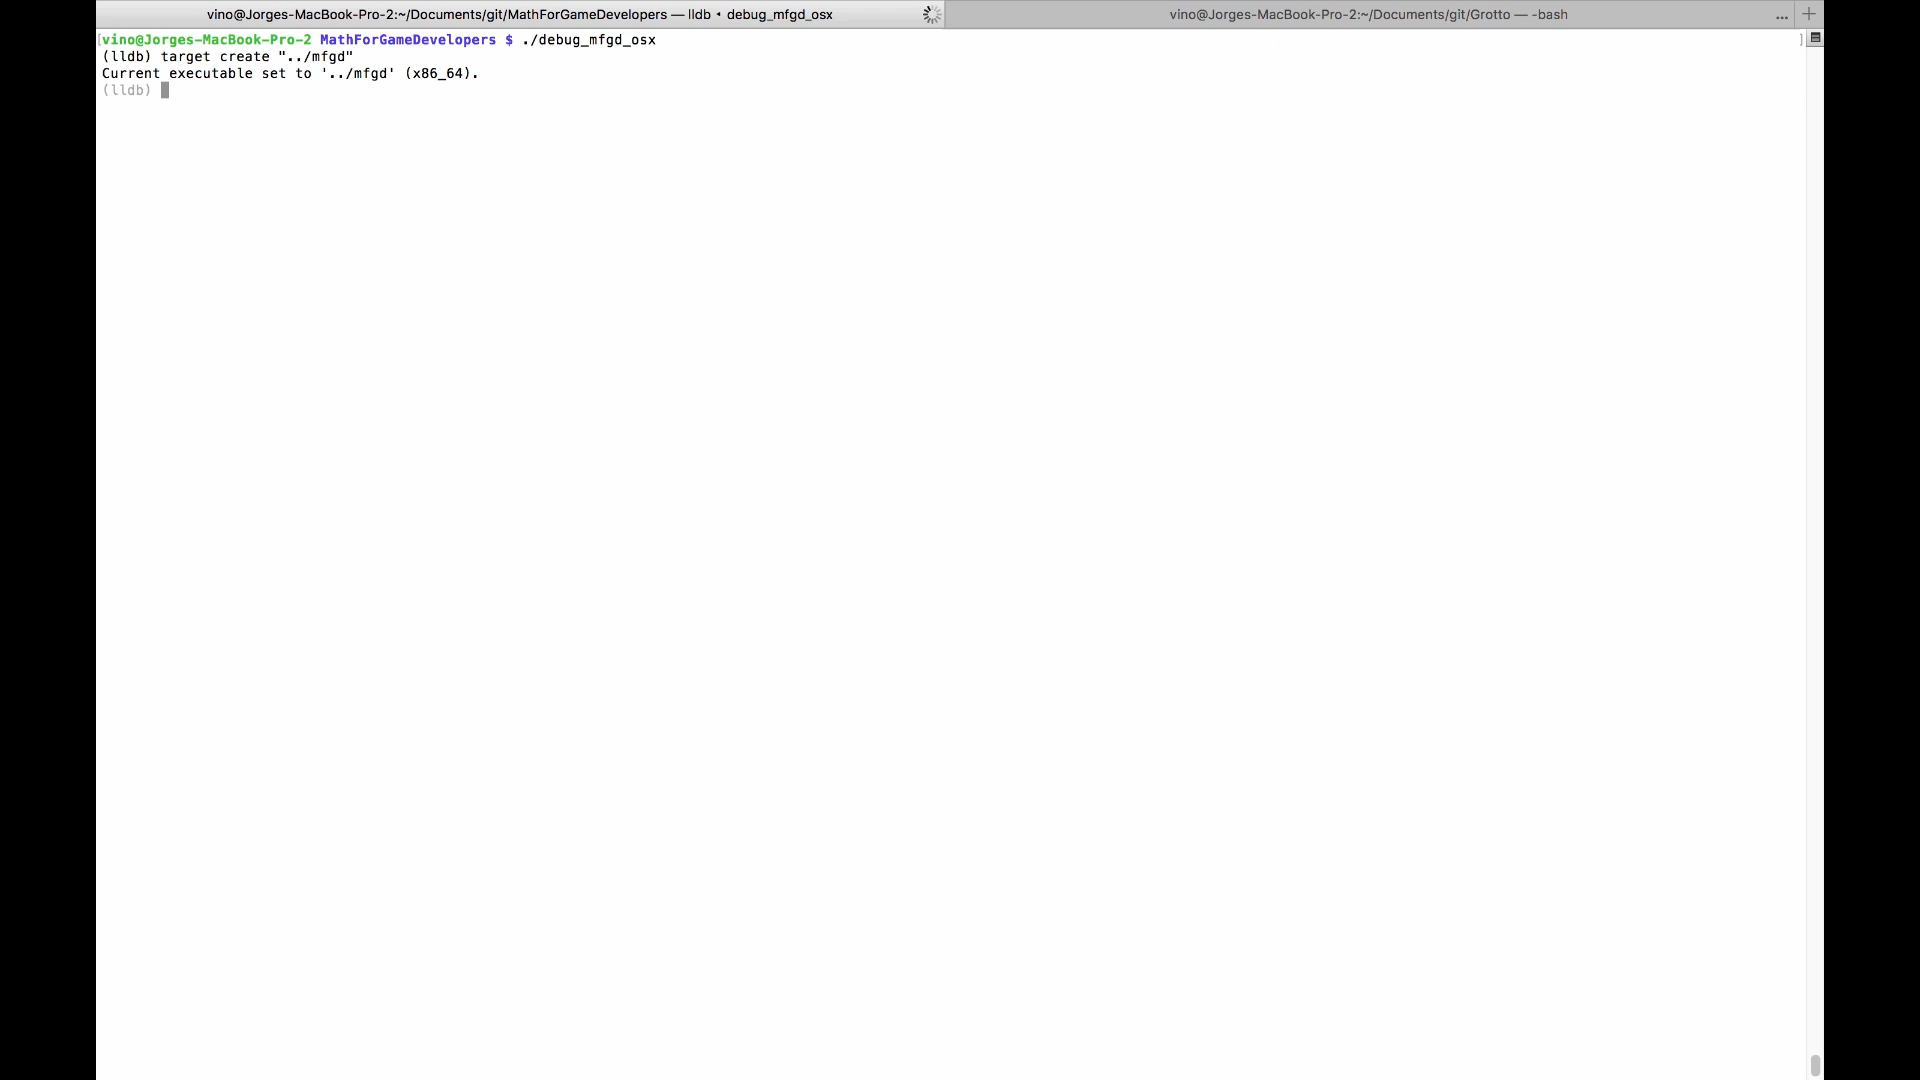 vino@Jorges-MacBook-Pro-2:~/Documents/git/MathForGameDevelopers — lldb • debug_mfgd_osx
vino@Jorges-MacBook-Pro-2:~/Documents/git/Grotto — -bash
... +
[vino@Jorges-MacBook-Pro-2 MathForGameDevelopers $ ./debug_mfgd_osx ]
(lldb) target create "../mfgd"
Current executable set to '../mfgd' (x86_64).
(lldb)